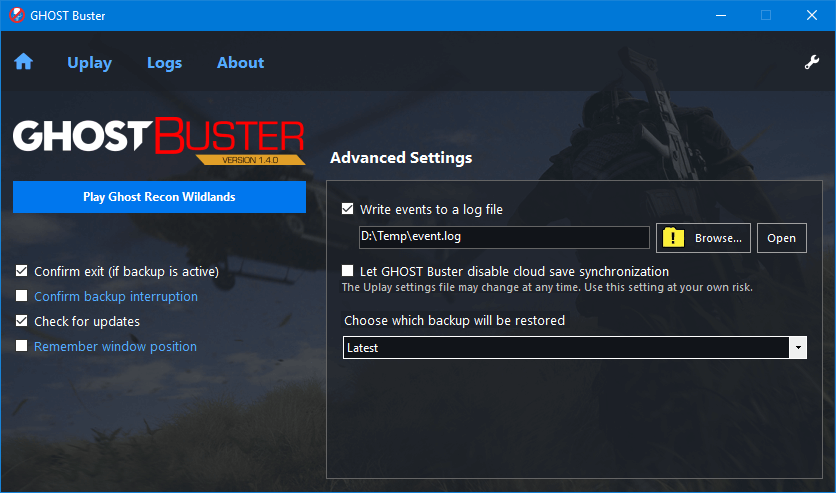 GHOST Buster
Uplay Logs About
GHOSTBUSTER
VERSION 1.4.0
Play Ghost Recon Wildlands
Confirm exit (if backup is active)
Confirm backup interruption
Check for updates
Remember window position
Advanced Settings
Write events to a log file
D:\Temp\event.log Browse... Open
Let GHOST Buster disable cloud save synchronization
The Uplay settings file may change at any time. Use this setting at your own risk.
Choose which backup will be restored
Latest